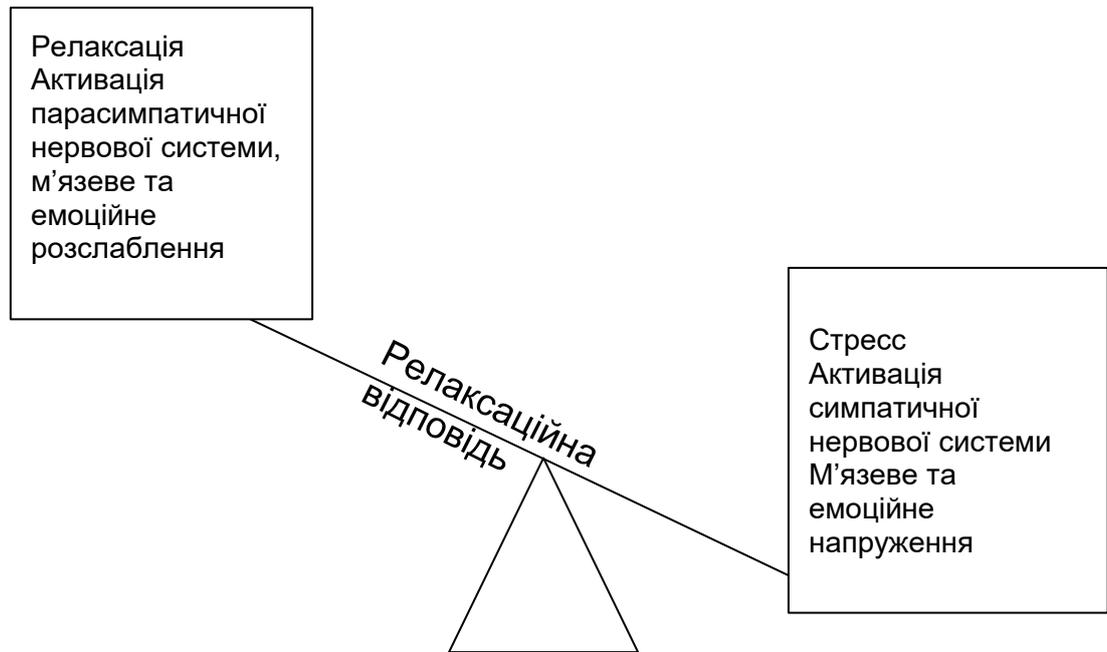 Релаксація
Активація
парасимпатичної
нервової системи,
м’язеве та
емоційне
розслаблення
Релаксаційна
відповідь
Стресс
Активація
симпатичної
нервової системи
М’язеве та
емоційне
напруження